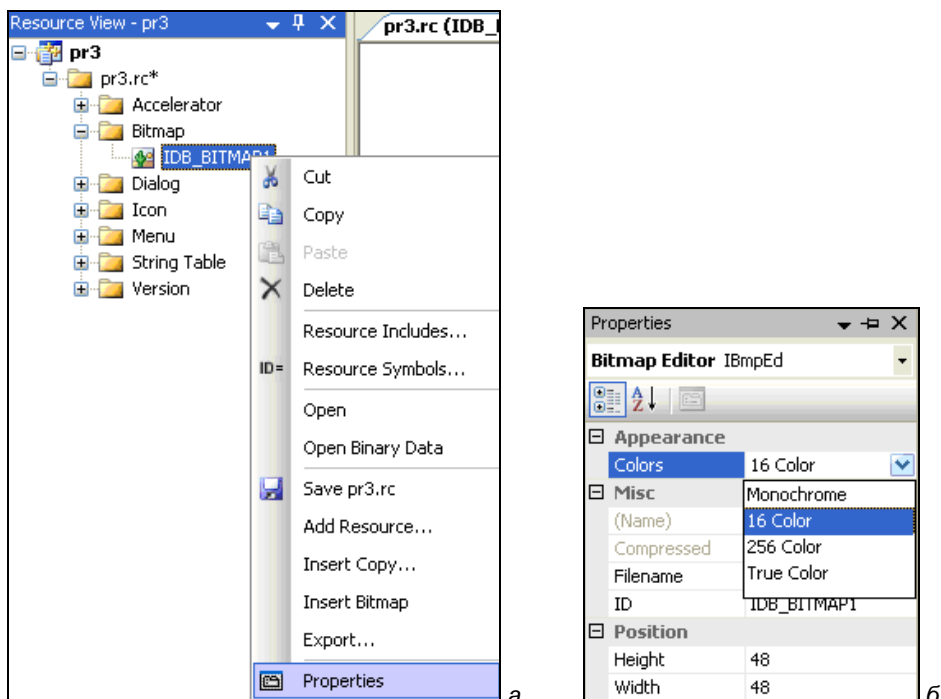 Resource View - pr3
pr3.rc (IDB_
pr3
pr3.rc*
Accelerator
Bitmap
IDB_BITMAP1
Dialog
Icon
Menu
String Table
Version
Cut
Copy
Paste
Delete
Resource Includes...
ID= Resource Symbols...
Open
Open Binary Data
Save pr3.rc
Add Resource...
Insert Copy...
Insert Bitmap
Export...
Properties
а
Properties
Bitmap Editor IBmpEd
Appearance
Colors 16 Color
Misc
Monochrome
(Name)
16 Color
Compressed
256 Color
Filename
True Color
ID IDB_BITMAP1
Position
Height 48
Width 48
б